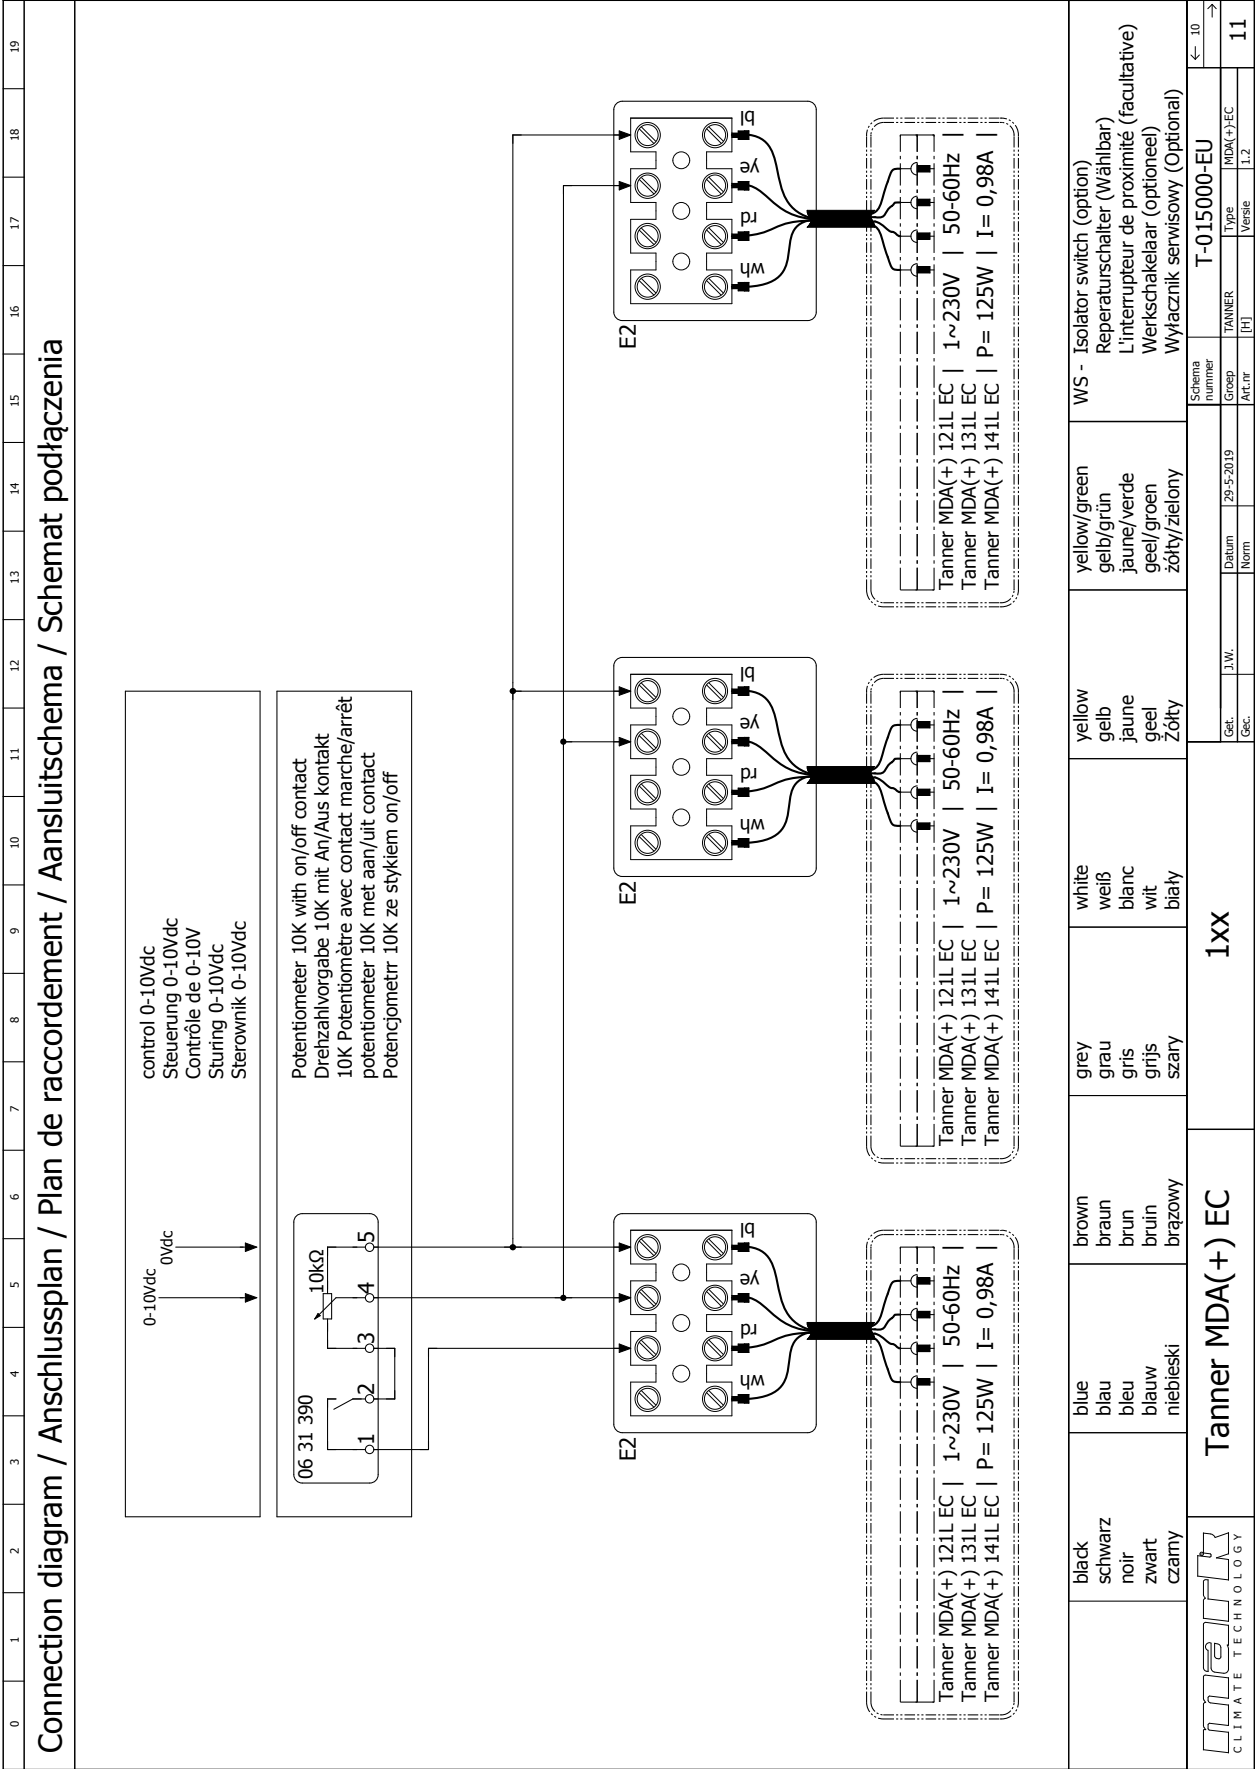 0 1 2 3 4 5 6 7 8 9 10 11 12 13 14 15 16 17 18 19
Connection diagram / Anschlussplan / Plan de raccordement / Aansluitschema / Schemat podłączenia
0-10Vdc
0Vdc
control 0-10Vdc
Steuerung 0-10Vdc
Contrôle de 0-10V
Sturing 0-10Vdc
Sterownik 0-10Vdc
06 31 390
10kΩ
1 2 3 4 5
Potentiometer 10K with on/off contact
Drehzahlvorgabe 10K mit An/Aus kontakt
10K Potentiomètre avec contact marche/arrêt
potentiometer 10K met aan/uit contact
Potencjometrr 10K ze stykiem on/off
E2
wh rd ye bl
Tanner MDA(+) 121L EC | 1~230V | 50-60Hz |
Tanner MDA(+) 131L EC |
Tanner MDA(+) 141L EC | P= 125W | I= 0,98A |
E2
wh rd ye bl
Tanner MDA(+) 121L EC | 1~230V | 50-60Hz |
Tanner MDA(+) 131L EC |
Tanner MDA(+) 141L EC | P= 125W | I= 0,98A |
E2
wh rd ye bl
Tanner MDA(+) 121L EC | 1~230V | 50-60Hz |
Tanner MDA(+) 131L EC |
Tanner MDA(+) 141L EC | P= 125W | I= 0,98A |
black
schwarz
noir
zwart
czarny
blue
blau
bleu
blauw
niebieski
brown
braun
brun
bruin
brązowy
grey
grau
gris
grijs
szary
white
weiß
blanc
wit
biały
yellow
gelb
jaune
geel
Żółty
yellow/green
gelb/grün
jaune/verde
geel/groen
żółty/zielony
WS - Isolator switch (option)
Reperaturschalter (Wählbar)
L'interrupteur de proximité (facultative)
Werkschakelaar (optioneel)
Wyłacznik serwisowy (Optional)
mark
CLIMATE TECHNOLOGY
Tanner MDA(+) EC
1xx
Get. J.W.
Gec.
Datum 29-5-2019
Norm
Schema nummer
T-015000-EU
Groep TANNER
Art.nr [H]
Type MDA(+)-EC
Versie 1.2
← 10
→
11